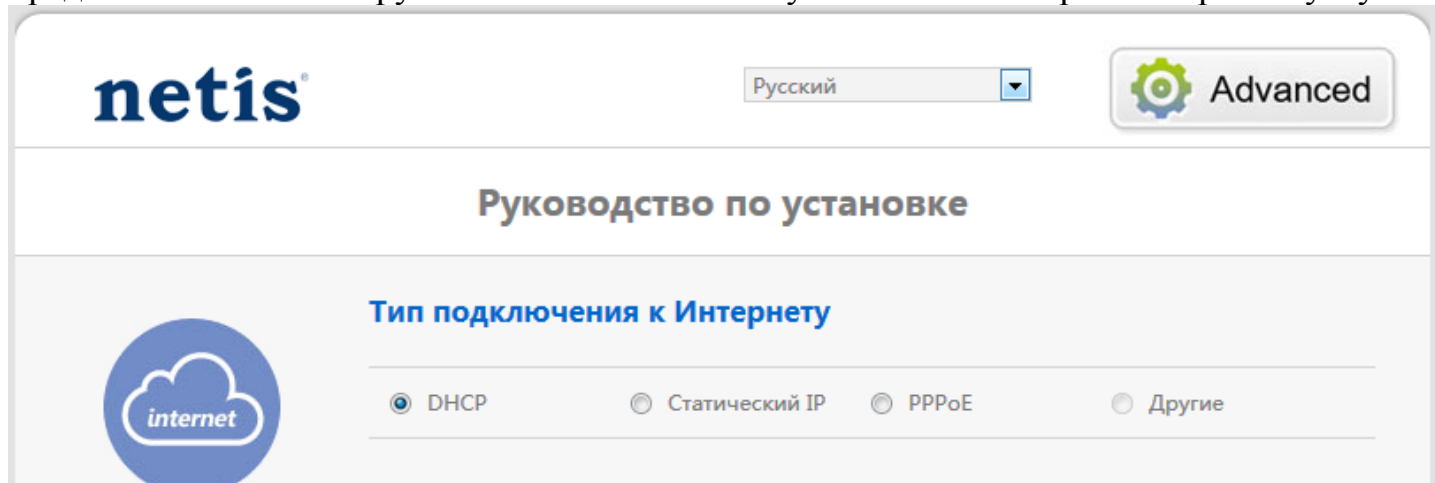 netis
Русский
Advanced
Руководство по установке
Тип подключения к Интернету
internet
DHCP Статический IP PPPoE Другие